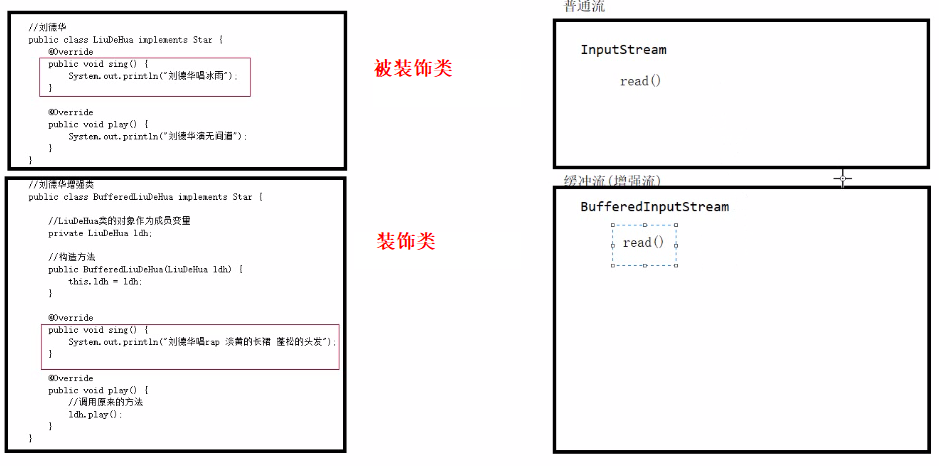 //刘德华
public class LiuDeHua implements Star {
@Override
public void sing() {
System.out.println("刘德华唱冰雨");
}
@Override
public void play() {
System.out.println("刘德华演无间道");
}
}
被装饰类
//刘德华增强类
public class BufferedLiuDeHua implements Star {
//LiuDeHua类的对象作为成员变量
private LiuDeHua ldh;
//构造方法
public BufferedLiuDeHua(LiuDeHua ldh) {
this.ldh = ldh;
}
@Override
public void sing() {
System.out.println("刘德华唱rap 淡黄的长裙 蓬松的头发");
}
@Override
public void play() {
//调用原来的方法
ldh.play();
}
}
装饰类
普通流
InputStream
read()
缓冲流(增强流)
BufferedInputStream
read()